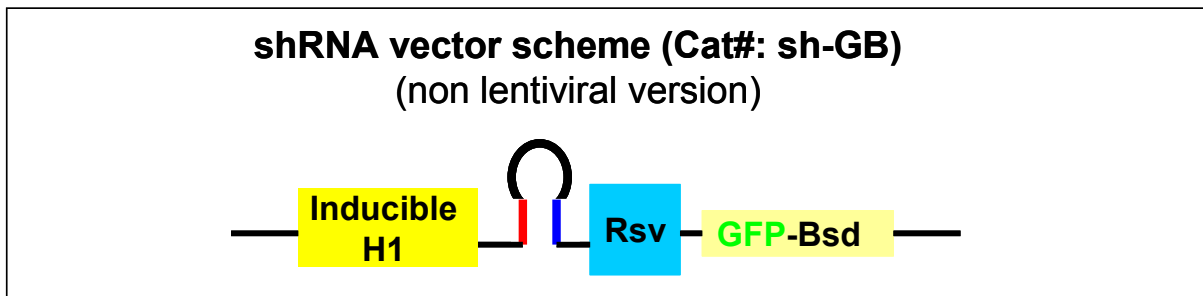 shRNA vector scheme (Cat#: sh-GB)
(non lentiviral version)
Inducible
H1
Rsv
GFP-Bsd